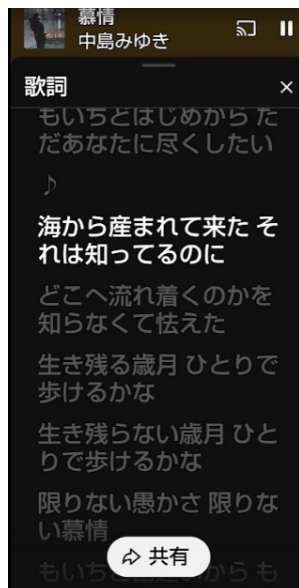 慕情
中島みゆき
歌詞
もいちどはじめから た
だあなたに尽くしたい
♪
海から産まれて来た そ
れは知ってるのに
どこへ流れ着くのかを
知らなくて怯えた
生き残る歳月 ひとりで
歩けるかな
生き残らない歳月 ひと
りで歩けるかな
限りない愚かさ 限りな
い慕情
共有